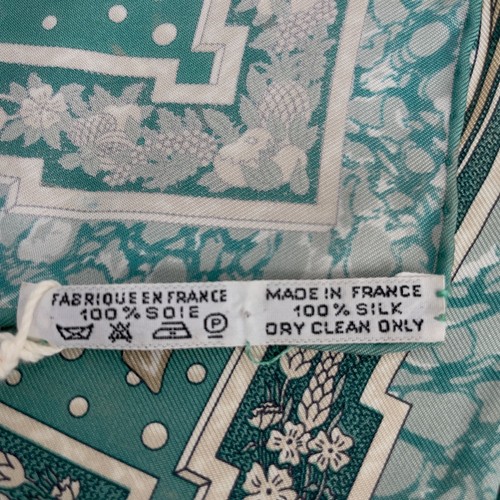 FABRIQUE EN FRANCE
100% SOIE
P
MADE IN FRANCE
100% SILK
DRY CLEAN ONLY